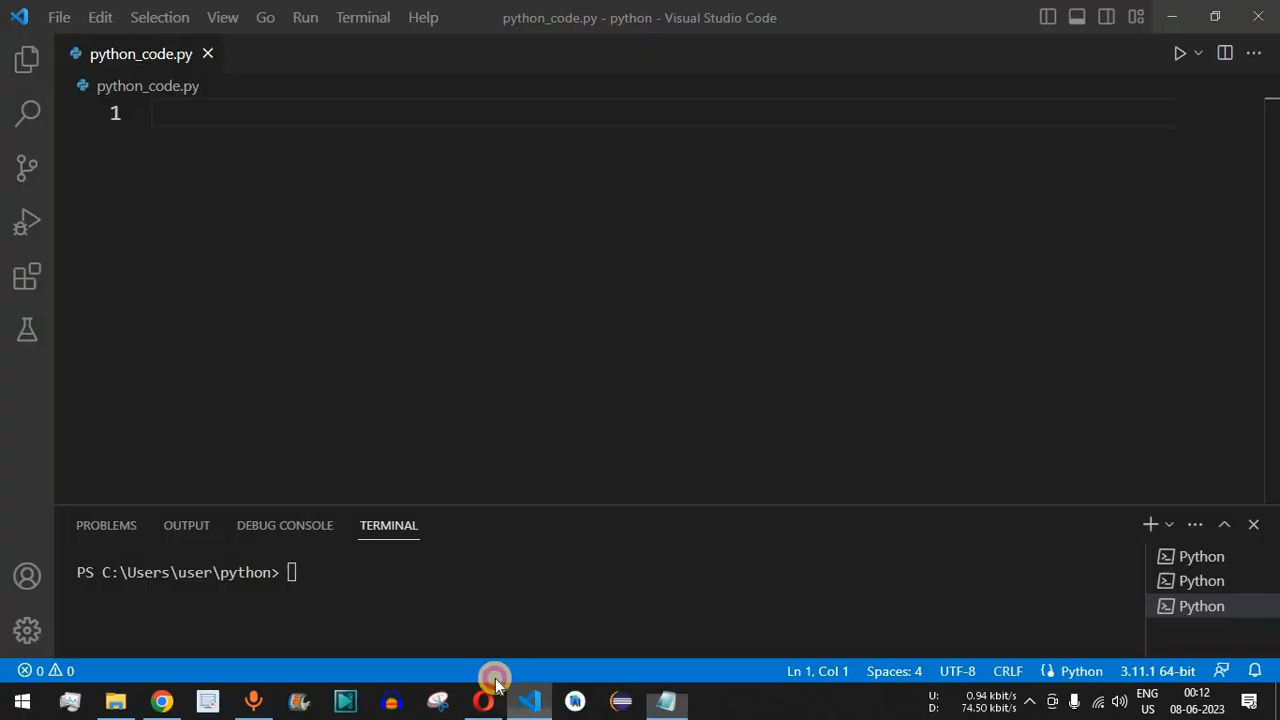 File Edit Selection View Go Run Terminal Help python_code.py - python - Visual Studio Code
python_code.py
python_code.py
1
PROBLEMS OUTPUT DEBUG CONSOLE TERMINAL
PS C:\Users\user\python>
Python
Python
Python
0 0 Ln 1, Col 1 Spaces: 4 UTF-8 CRLF Python 3.11.1 64-bit
U: 0.94 kB/s ENG 00:12
D: 74.50 kB/s US 08-06-2023